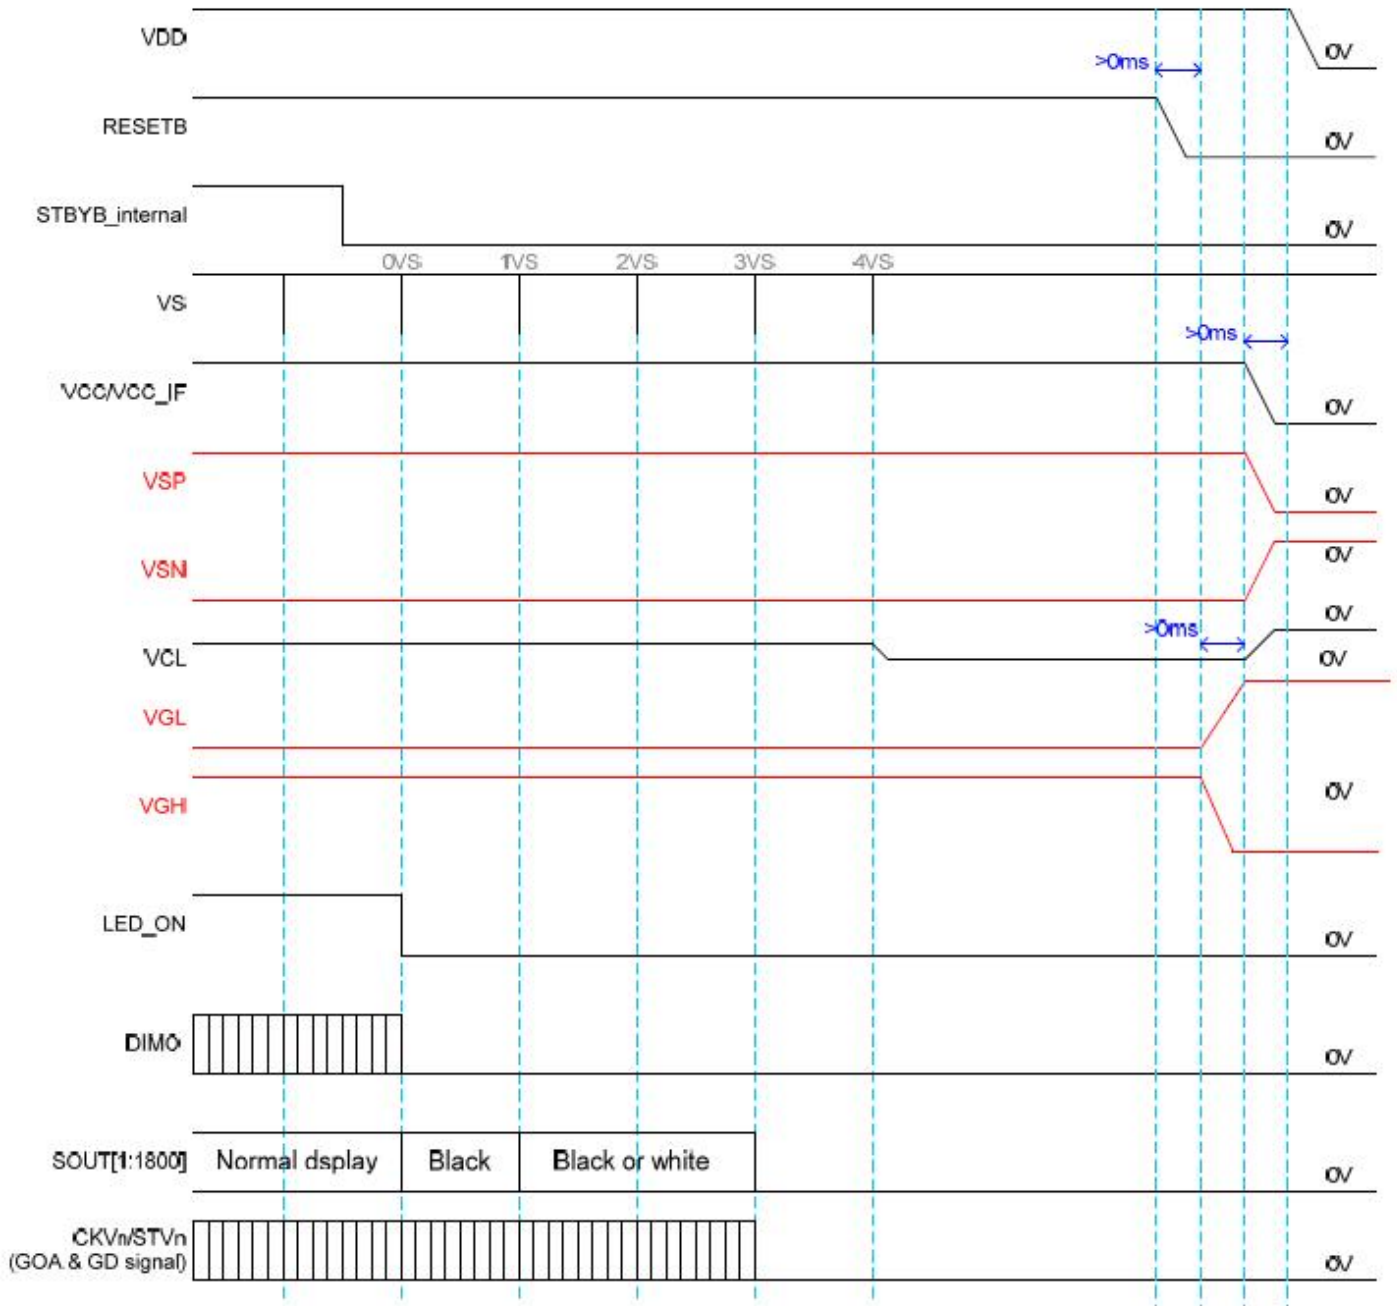 VDD
0V
>0ms
RESETB
0V
STBYB_internal
0V
0VS 1VS 2VS 3VS 4VS
VS
>0ms
VCC/VCC_IF
0V
VSP
0V
VSN
0V
0V
>0ms
VCL
0V
VGL
VGH
0V
LED_ON
0V
DIMO
0V
SOUT[1:1800]
Normal dsplay
Black
Black or white
0V
CKVn/STVn
(GOA & GD signal)
0V